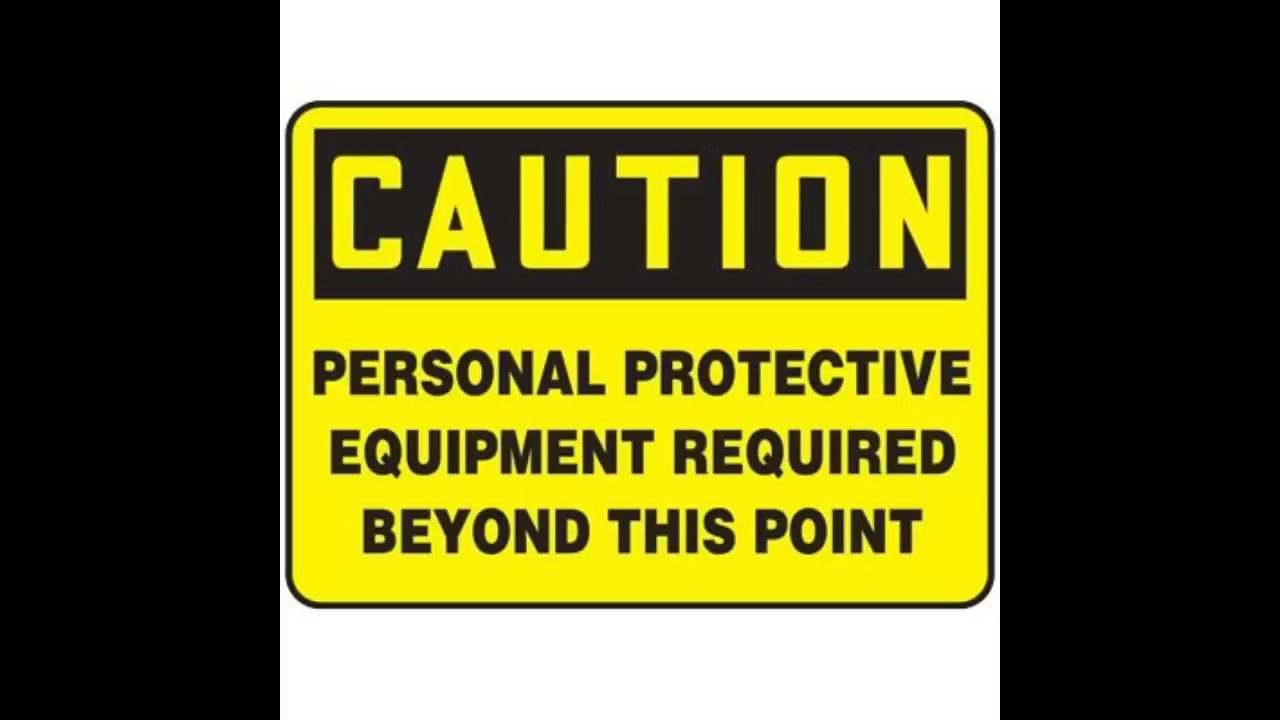 CAUTION
PERSONAL PROTECTIVE
EQUIPMENT REQUIRED
BEYOND THIS POINT